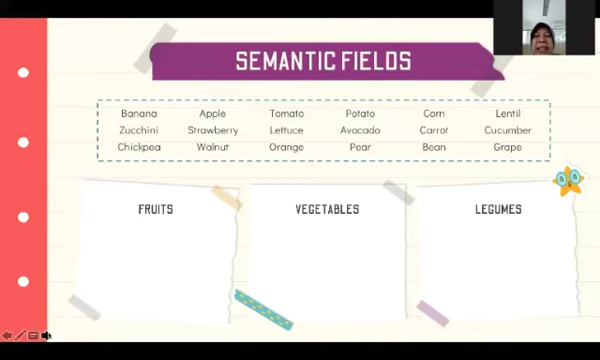 SEMANTIC FIELDS
Banana Apple Tomato Potato Corn Lentil
Zucchini Strawberry Lettuce Avocado Carrot Cucumber
Chickpea Walnut Orange Pear Bean Grape
FRUITS
VEGETABLES
LEGUMES